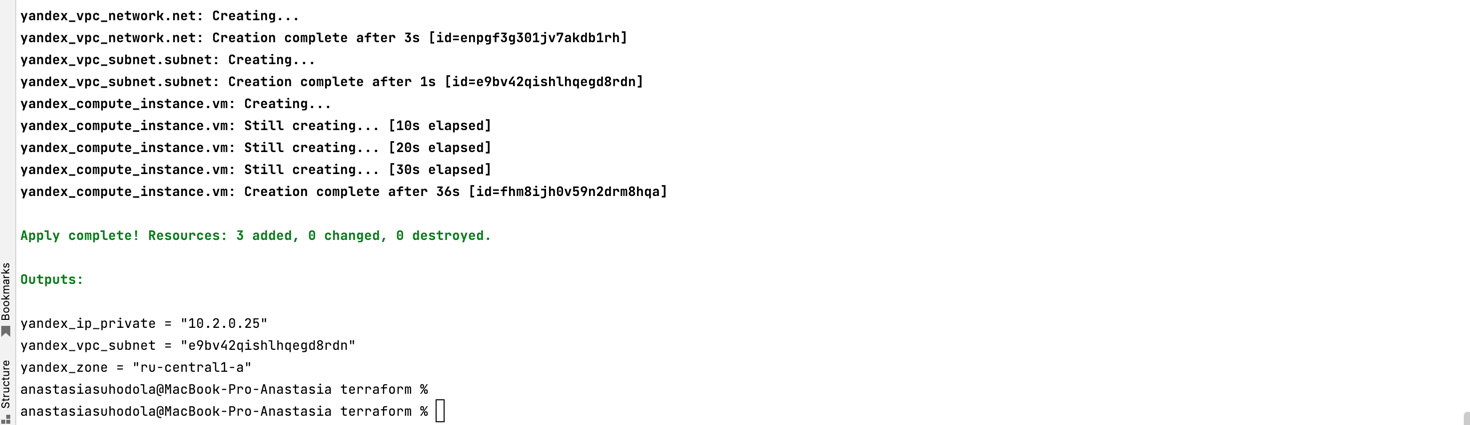 yandex_vpc_network.net: Creating...
yandex_vpc_network.net: Creation complete after 3s [id=enpgf3g301jv7akdb1rh]
yandex_vpc_subnet.subnet: Creating...
yandex_vpc_subnet.subnet: Creation complete after 1s [id=e9bv42qishlhqegd8rdn]
yandex_compute_instance.vm: Creating...
yandex_compute_instance.vm: Still creating... [10s elapsed]
yandex_compute_instance.vm: Still creating... [20s elapsed]
yandex_compute_instance.vm: Still creating... [30s elapsed]
yandex_compute_instance.vm: Creation complete after 36s [id=fhm8ijh0v59n2drm8hqa]
Apply complete! Resources: 3 added, 0 changed, 0 destroyed.
Outputs:
yandex_ip_private = "10.2.0.25"
yandex_vpc_subnet = "e9bv42qishlhqegd8rdn"
yandex_zone = "ru-central1-a"
anastasiasuhodola@MacBook-Pro-Anastasia terraform %
anastasiasuhodola@MacBook-Pro-Anastasia terraform %
Bookmarks
Structure